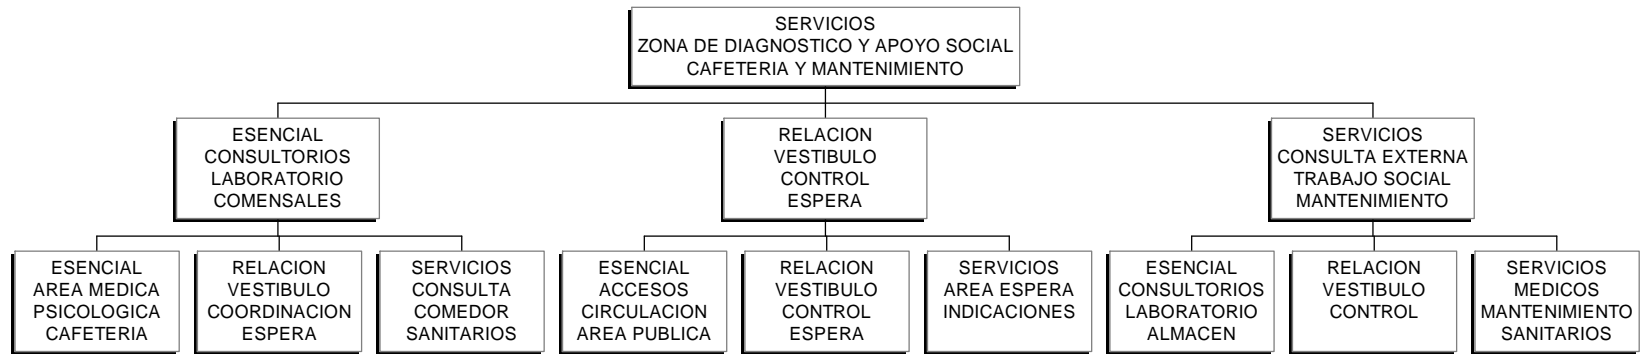 SERVICIOS
ZONA DE DIAGNOSTICO Y APOYO SOCIAL
CAFETERIA Y MANTENIMIENTO
ESENCIAL
CONSULTORIOS
LABORATORIO
COMENSALES
RELACION
VESTIBULO
CONTROL
ESPERA
SERVICIOS
CONSULTA EXTERNA
TRABAJO SOCIAL
MANTENIMIENTO
ESENCIAL
AREA MEDICA
PSICOLOGICA
CAFETERIA
RELACION
VESTIBULO
COORDINACION
ESPERA
SERVICIOS
CONSULTA
COMEDOR
SANITARIOS
ESENCIAL
ACCESOS
CIRCULACION
AREA PUBLICA
RELACION
VESTIBULO
CONTROL
ESPERA
SERVICIOS
AREA ESPERA
INDICACIONES
ESENCIAL
CONSULTORIOS
LABORATORIO
ALMACEN
RELACION
VESTIBULO
CONTROL
SERVICIOS
MEDICOS
MANTENIMIENTO
SANITARIOS